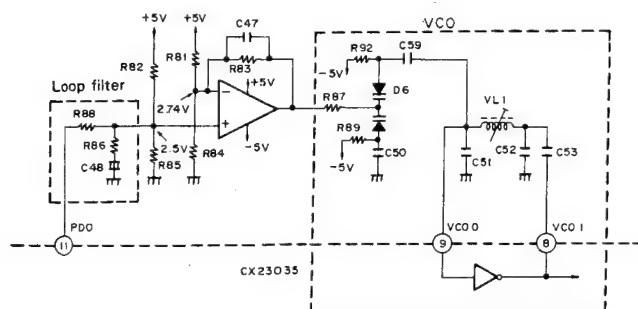 VCO
+5V
+5V
C47
R82
R81
R83
R92
C59
-5V
Loop filter
+5V
D6
R88
2.74V
R87
VL1
R86
2.5V
R89
R85
R84
-5V
C50
C51
C52
C53
C48
-5V
PDO
VCO O
VCO I
11
9
8
CX23035
−
+